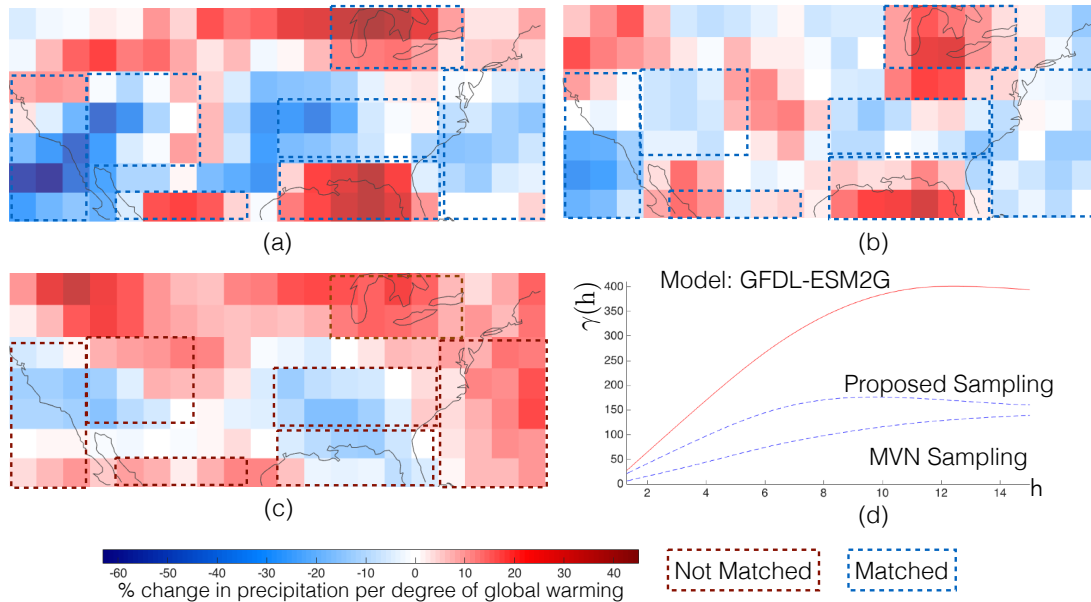 (a)
(b)
(c)
Model: GFDL-ESM2G
γ(h)
400
350
300
250
200
150
100
50
0
Proposed Sampling
MVN Sampling
2 4 6 8 10 12 14
h
(d)
-60 -50 -40 -30 -20 -10 0 10 20 30 40
% change in precipitation per degree of global warming
Not Matched
Matched